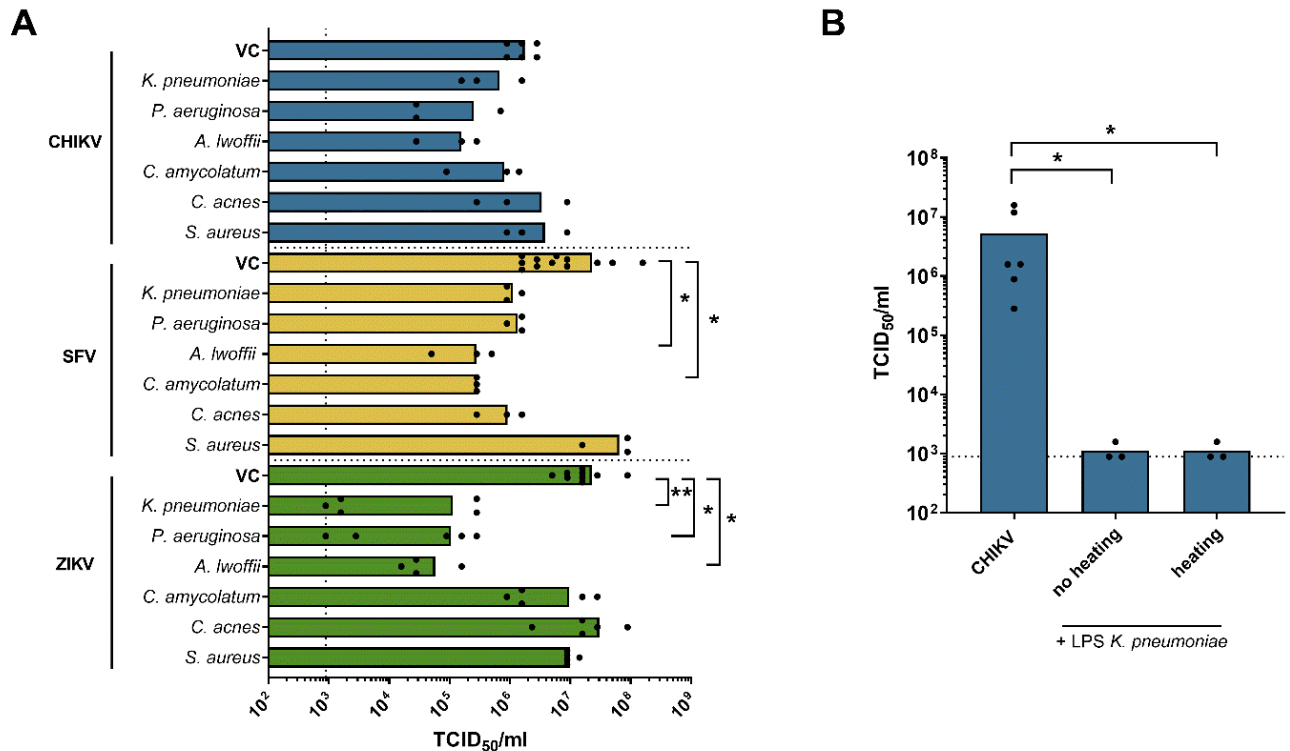 A
CHIKV
VC
K. pneumoniae
P. aeruginosa
A. lwoffii
C. amycolatum
C. acnes
S. aureus
SFV
VC
K. pneumoniae
P. aeruginosa
A. lwoffii
C. amycolatum
C. acnes
S. aureus
ZIKV
VC
K. pneumoniae
P. aeruginosa
A. lwoffii
C. amycolatum
C. acnes
S. aureus
* *
** * *
10² 10³ 10⁴ 10⁵ 10⁶ 10⁷ 10⁸ 10⁹
TCID₅₀/ml
B
*
*
TCID₅₀/ml
10⁸
10⁷
10⁶
10⁵
10⁴
10³
10²
CHIKV
no heating
heating
+ LPS K. pneumoniae